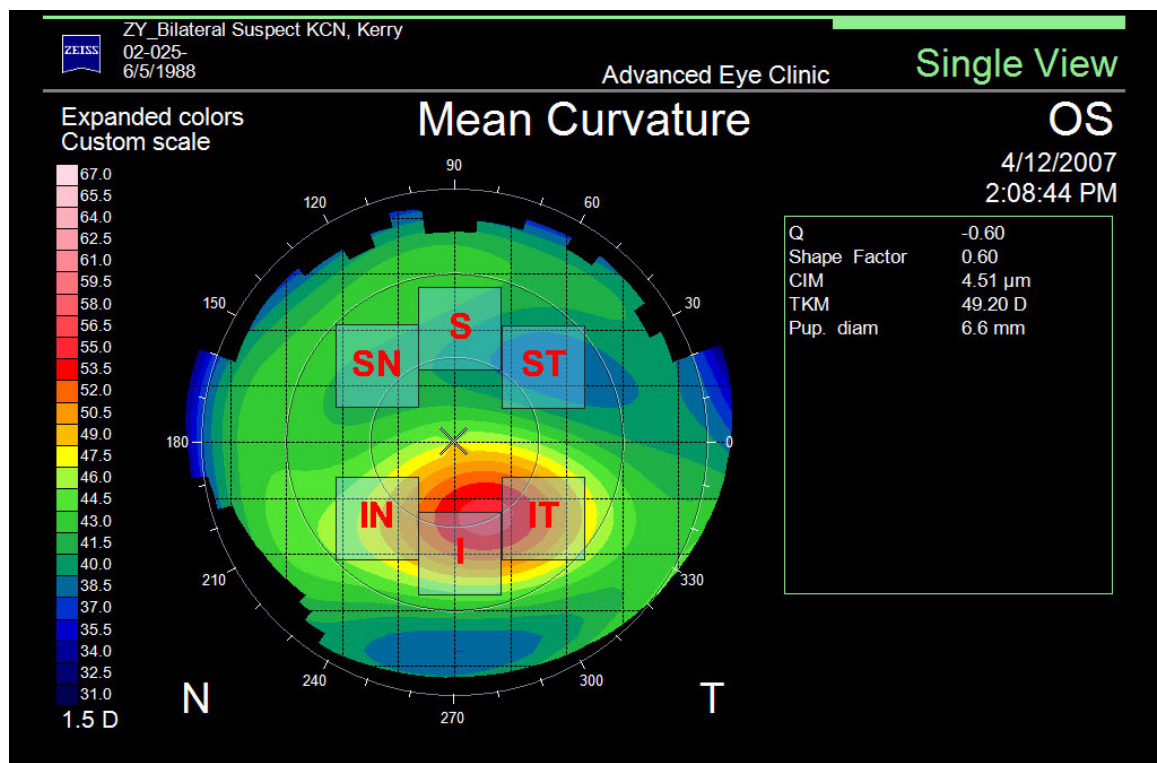 ZEISS
ZY_Bilateral Suspect KCN, Kerry
02-025-
6/5/1988
Advanced Eye Clinic
Single View
Expanded colors
Custom scale
Mean Curvature
OS
4/12/2007
2:08:44 PM
67.0
65.5
64.0
62.5
61.0
59.5
58.0
56.5
55.0
53.5
52.0
50.5
49.0
47.5
46.0
44.5
43.0
41.5
40.0
38.5
37.0
35.5
34.0
32.5
31.0
1.5 D
90
120
60
150
30
180
0
210
330
240
300
270
S
SN
ST
IN
IT
I
N
T
Q -0.60
Shape Factor 0.60
CIM 4.51 µm
TKM 49.20 D
Pup. diam 6.6 mm